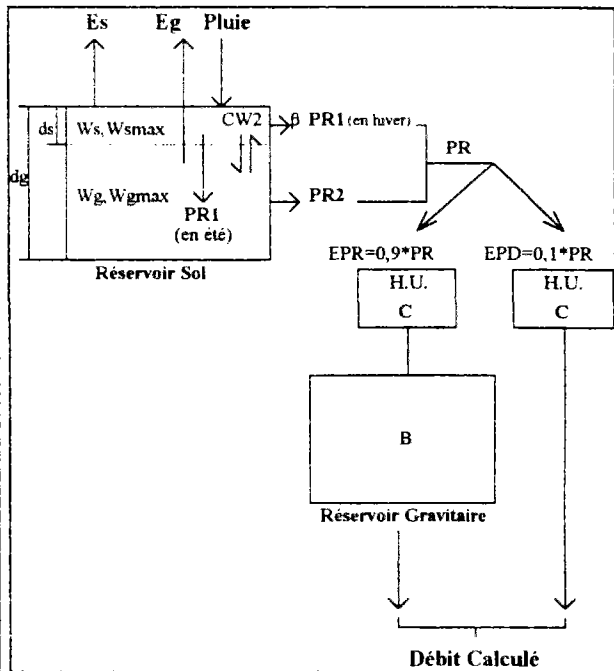 Es Eg Pluie
ds Ws, Wsmax CW2 θ PR1 (en hiver)
PR
dg Wg, Wgmax PR2
PR1
(en été)
Réservoir Sol
EPR=0,9*PR EPD=0,1*PR
H.U. H.U.
C C
B
Réservoir Gravitaire
Débit Calculé